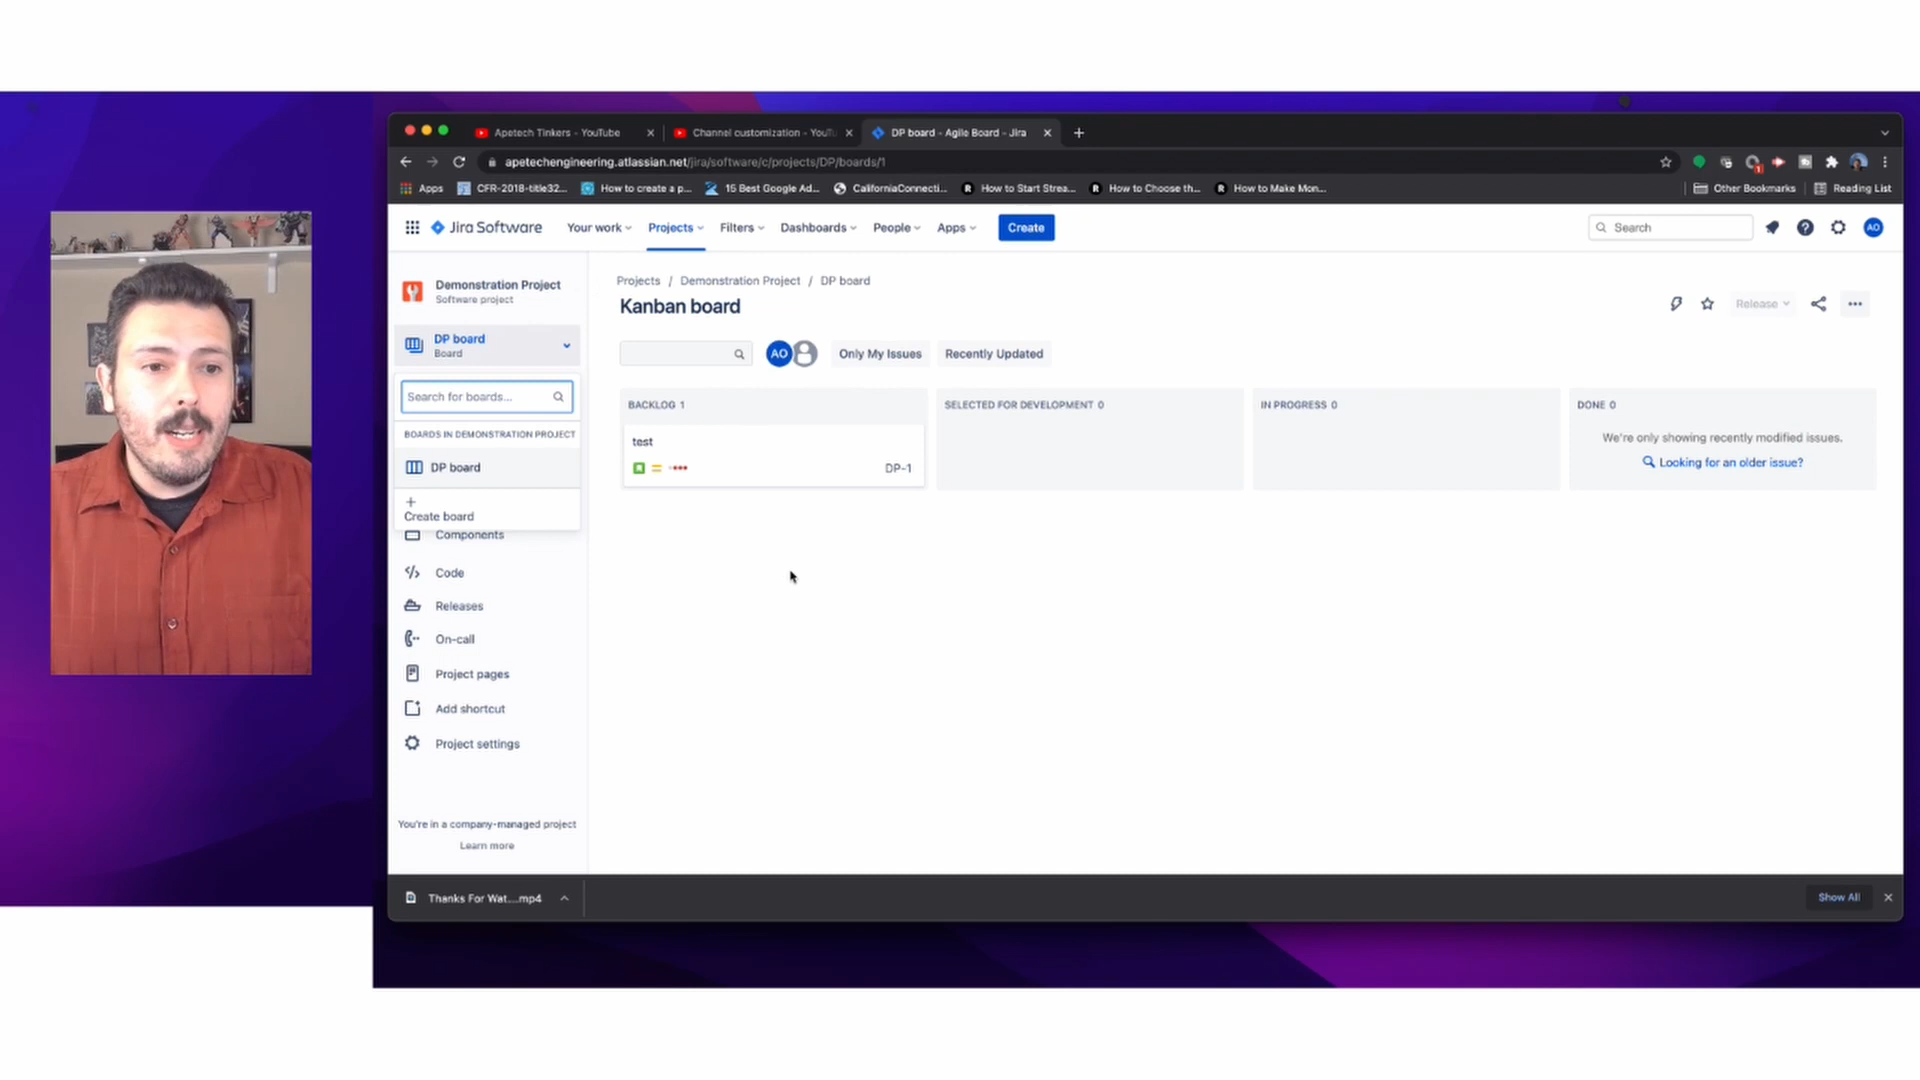 Apetech Tinkers - YouTube
Channel customization - YouTu
DP board - Agile Board - Jira
apetechengineering.atlassian.net/jira/software/c/projects/DP/boards/1
Apps
CFR-2018-title32...
How to create a p...
15 Best Google Ad...
CaliforniaConnecti...
How to Start Strea...
How to Choose th...
How to Make Mon...
Other Bookmarks
Reading List
Jira Software
Your work
Projects
Filters
Dashboards
People
Apps
Create
Search
AO
Demonstration Project
Software project
DP board
Board
Search for boards...
BOARDS IN DEMONSTRATION PROJECT
DP board
Create board
Components
Code
Releases
On-call
Project pages
Add shortcut
Project settings
You're in a company-managed project
Learn more
Projects / Demonstration Project / DP board
Kanban board
Release
AO
Only My Issues
Recently Updated
BACKLOG 1
test
DP-1
SELECTED FOR DEVELOPMENT 0
IN PROGRESS 0
DONE 0
We're only showing recently modified issues.
Looking for an older issue?
Thanks For Wat....mp4
Show All